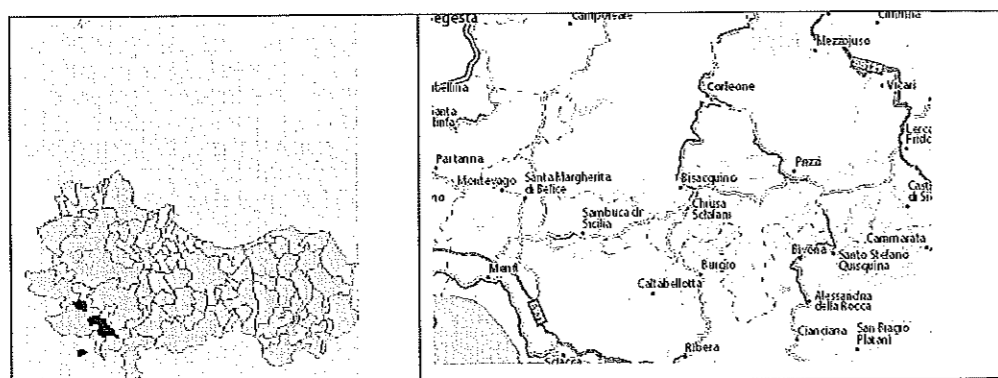 egesta
Camporeale
Mezzojuso
Vicari
Corleone
Partanna
Montevago
Santa Margherita
di Belice
Bisacquino
Chiusa
Sclafani
Sambuca di
Sicilia
Cammarata
Bivona
Santo Stefano
Quisquina
Menfi
Burgio
Caltabellotta
Alessandria
della Rocca
Cianciana
San Biagio
Platani
Ribera
Sciacca